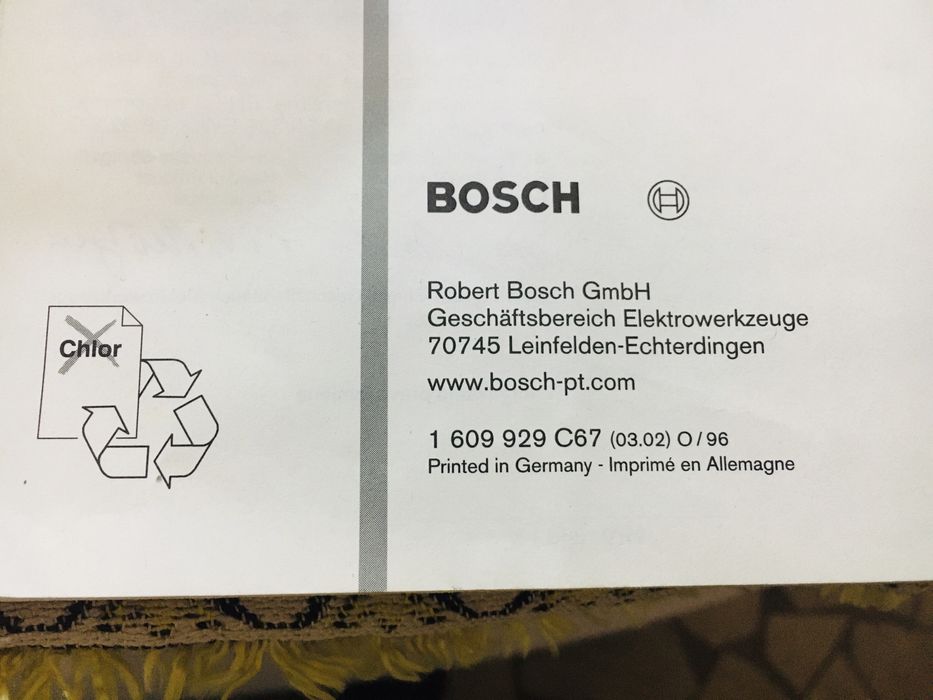 BOSCH
Robert Bosch GmbH
Geschäftsbereich Elektrowerkzeuge
70745 Leinfelden-Echterdingen
www.bosch-pt.com
1 609 929 C67 (03.02) O / 96
Printed in Germany - Imprimé en Allemagne
Chlor